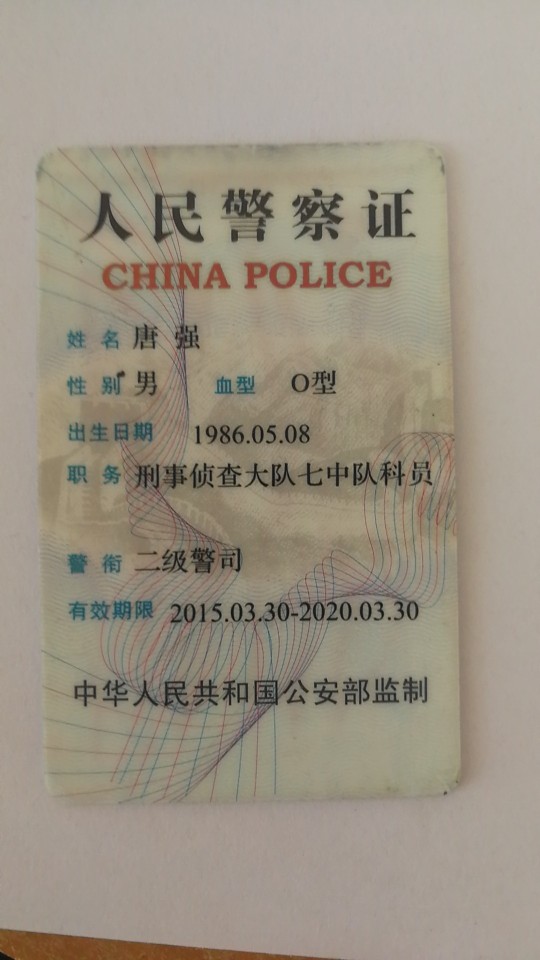 人民警察证
CHINA POLICE
姓名 唐强
性别 男 血型 O型
出生日期 1986.05.08
职务 刑事侦查大队七中队科员
警衔 二级警司
有效期限 2015.03.30-2020.03.30
中华人民共和国公安部监制